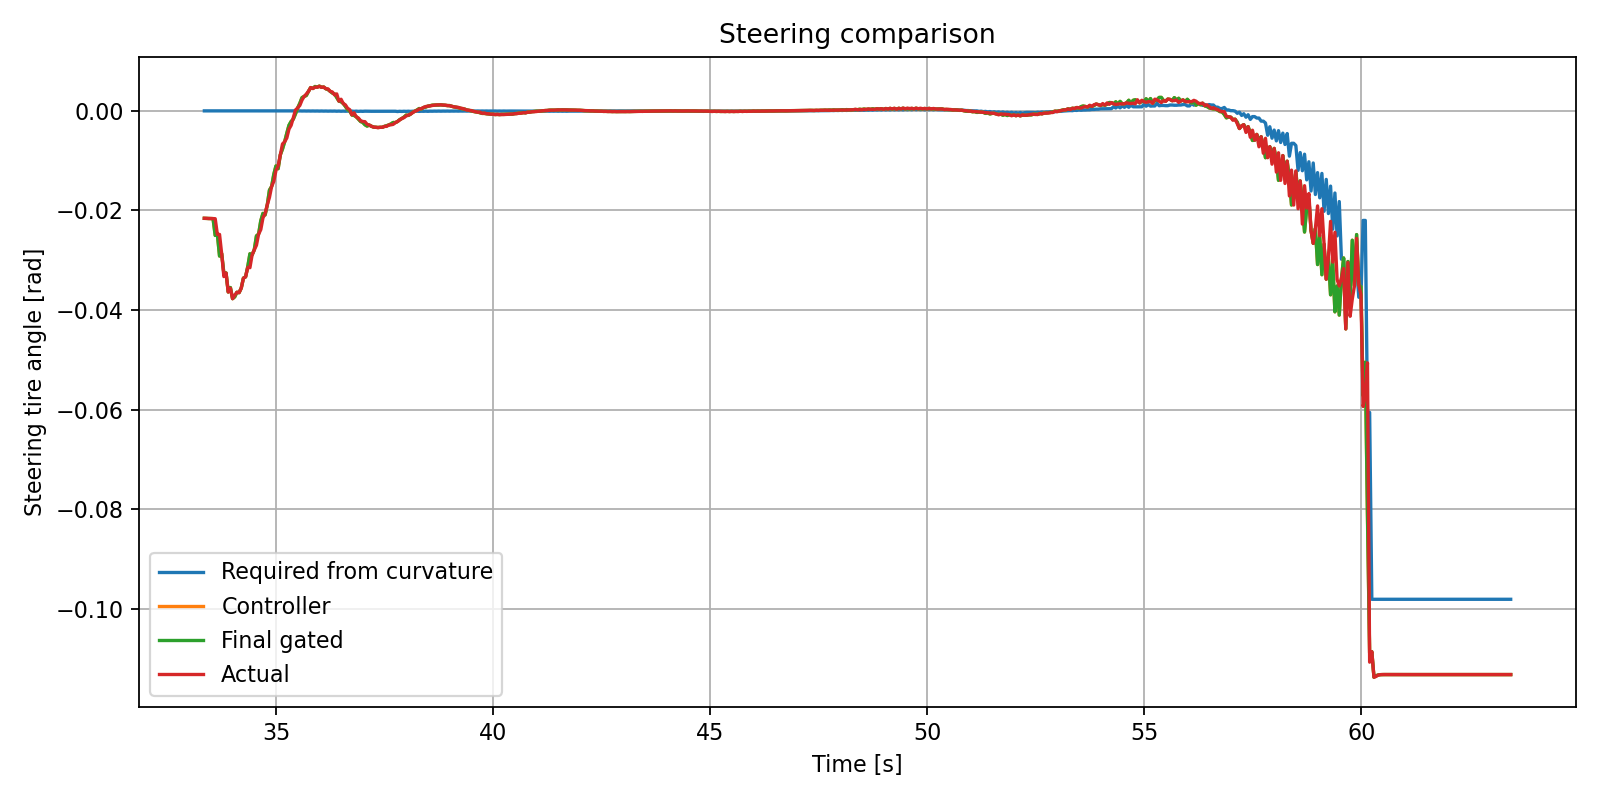 Steering comparison
Steering tire angle [rad]
0.00
−0.02
−0.04
−0.06
−0.08
−0.10
Required from curvature
Controller
Final gated
Actual
35
40
45
50
55
60
Time [s]